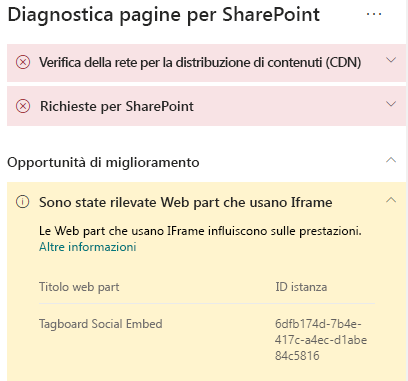 Diagnostica pagine per SharePoint
Verifica della rete per la distribuzione di contenuti (CDN)
Richieste per SharePoint
Opportunità di miglioramento
Sono state rilevate Web part che usano Iframe
Le Web part che usano IFrame influiscono sulle prestazioni.
Altre informazioni
Titolo web part ID istanza
Tagboard Social Embed 6dfb174d-7b4e-
417c-a4ec-d1abe
84c5816